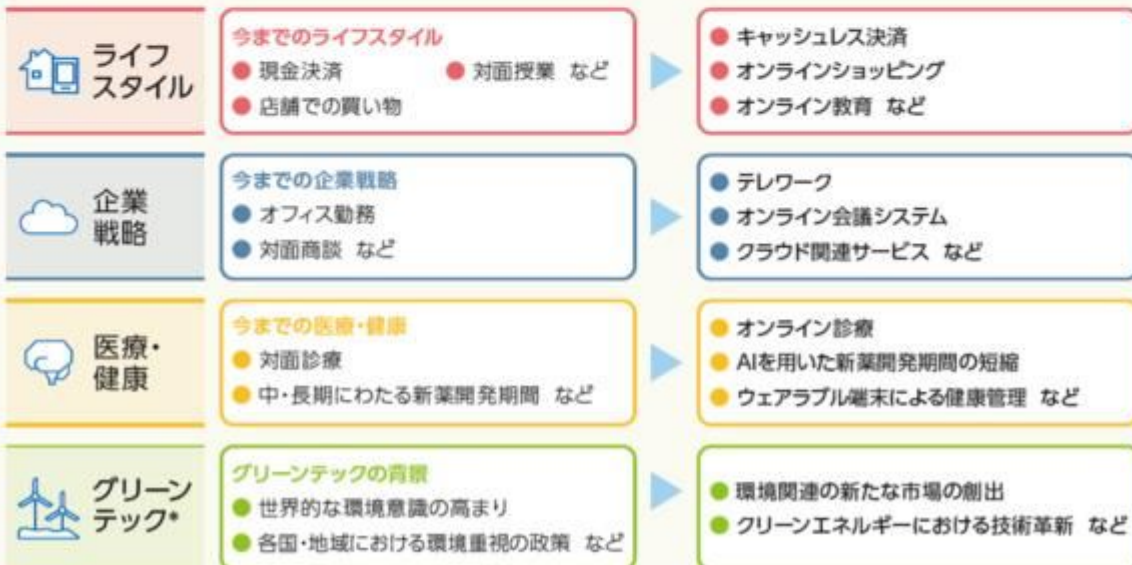 ライフ
スタイル
今までのライフスタイル
● 現金決済 ● 対面授業 など
● 店舗での買い物
● キャッシュレス決済
● オンラインショッピング
● オンライン教育 など
企業
戦略
今までの企業戦略
● オフィス勤務
● 対面商談 など
● テレワーク
● オンライン会議システム
● クラウド関連サービス など
医療・
健康
今までの医療・健康
● 対面診療
● 中・長期にわたる新薬開発期間 など
● オンライン診療
● AIを用いた新薬開発期間の短縮
● ウェアラブル端末による健康管理 など
グリーン
テック*
グリーンテックの背景
● 世界的な環境意識の高まり
● 各国・地域における環境重視の政策 など
● 環境関連の新たな市場の創出
● クリーンエネルギーにおける技術革新 など